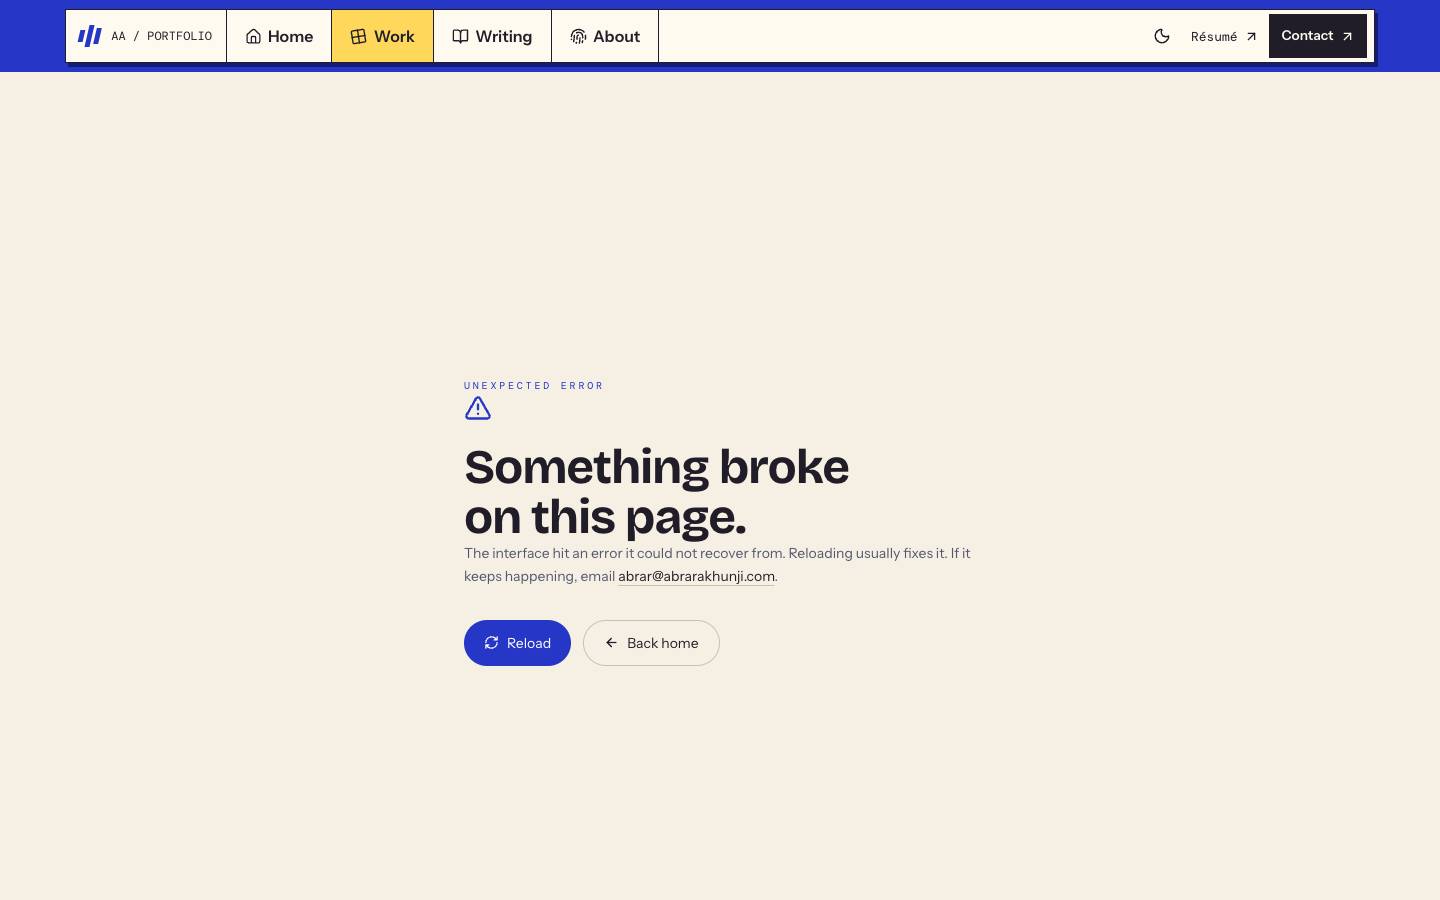 AA / PORTFOLIO
Home
Work
Writing
About
Résumé
Contact
UNEXPECTED ERROR
Something broke
on this page.
The interface hit an error it could not recover from. Reloading usually fixes it. If it
keeps happening, email abrar@abrarakhunji.com.
Reload
Back home